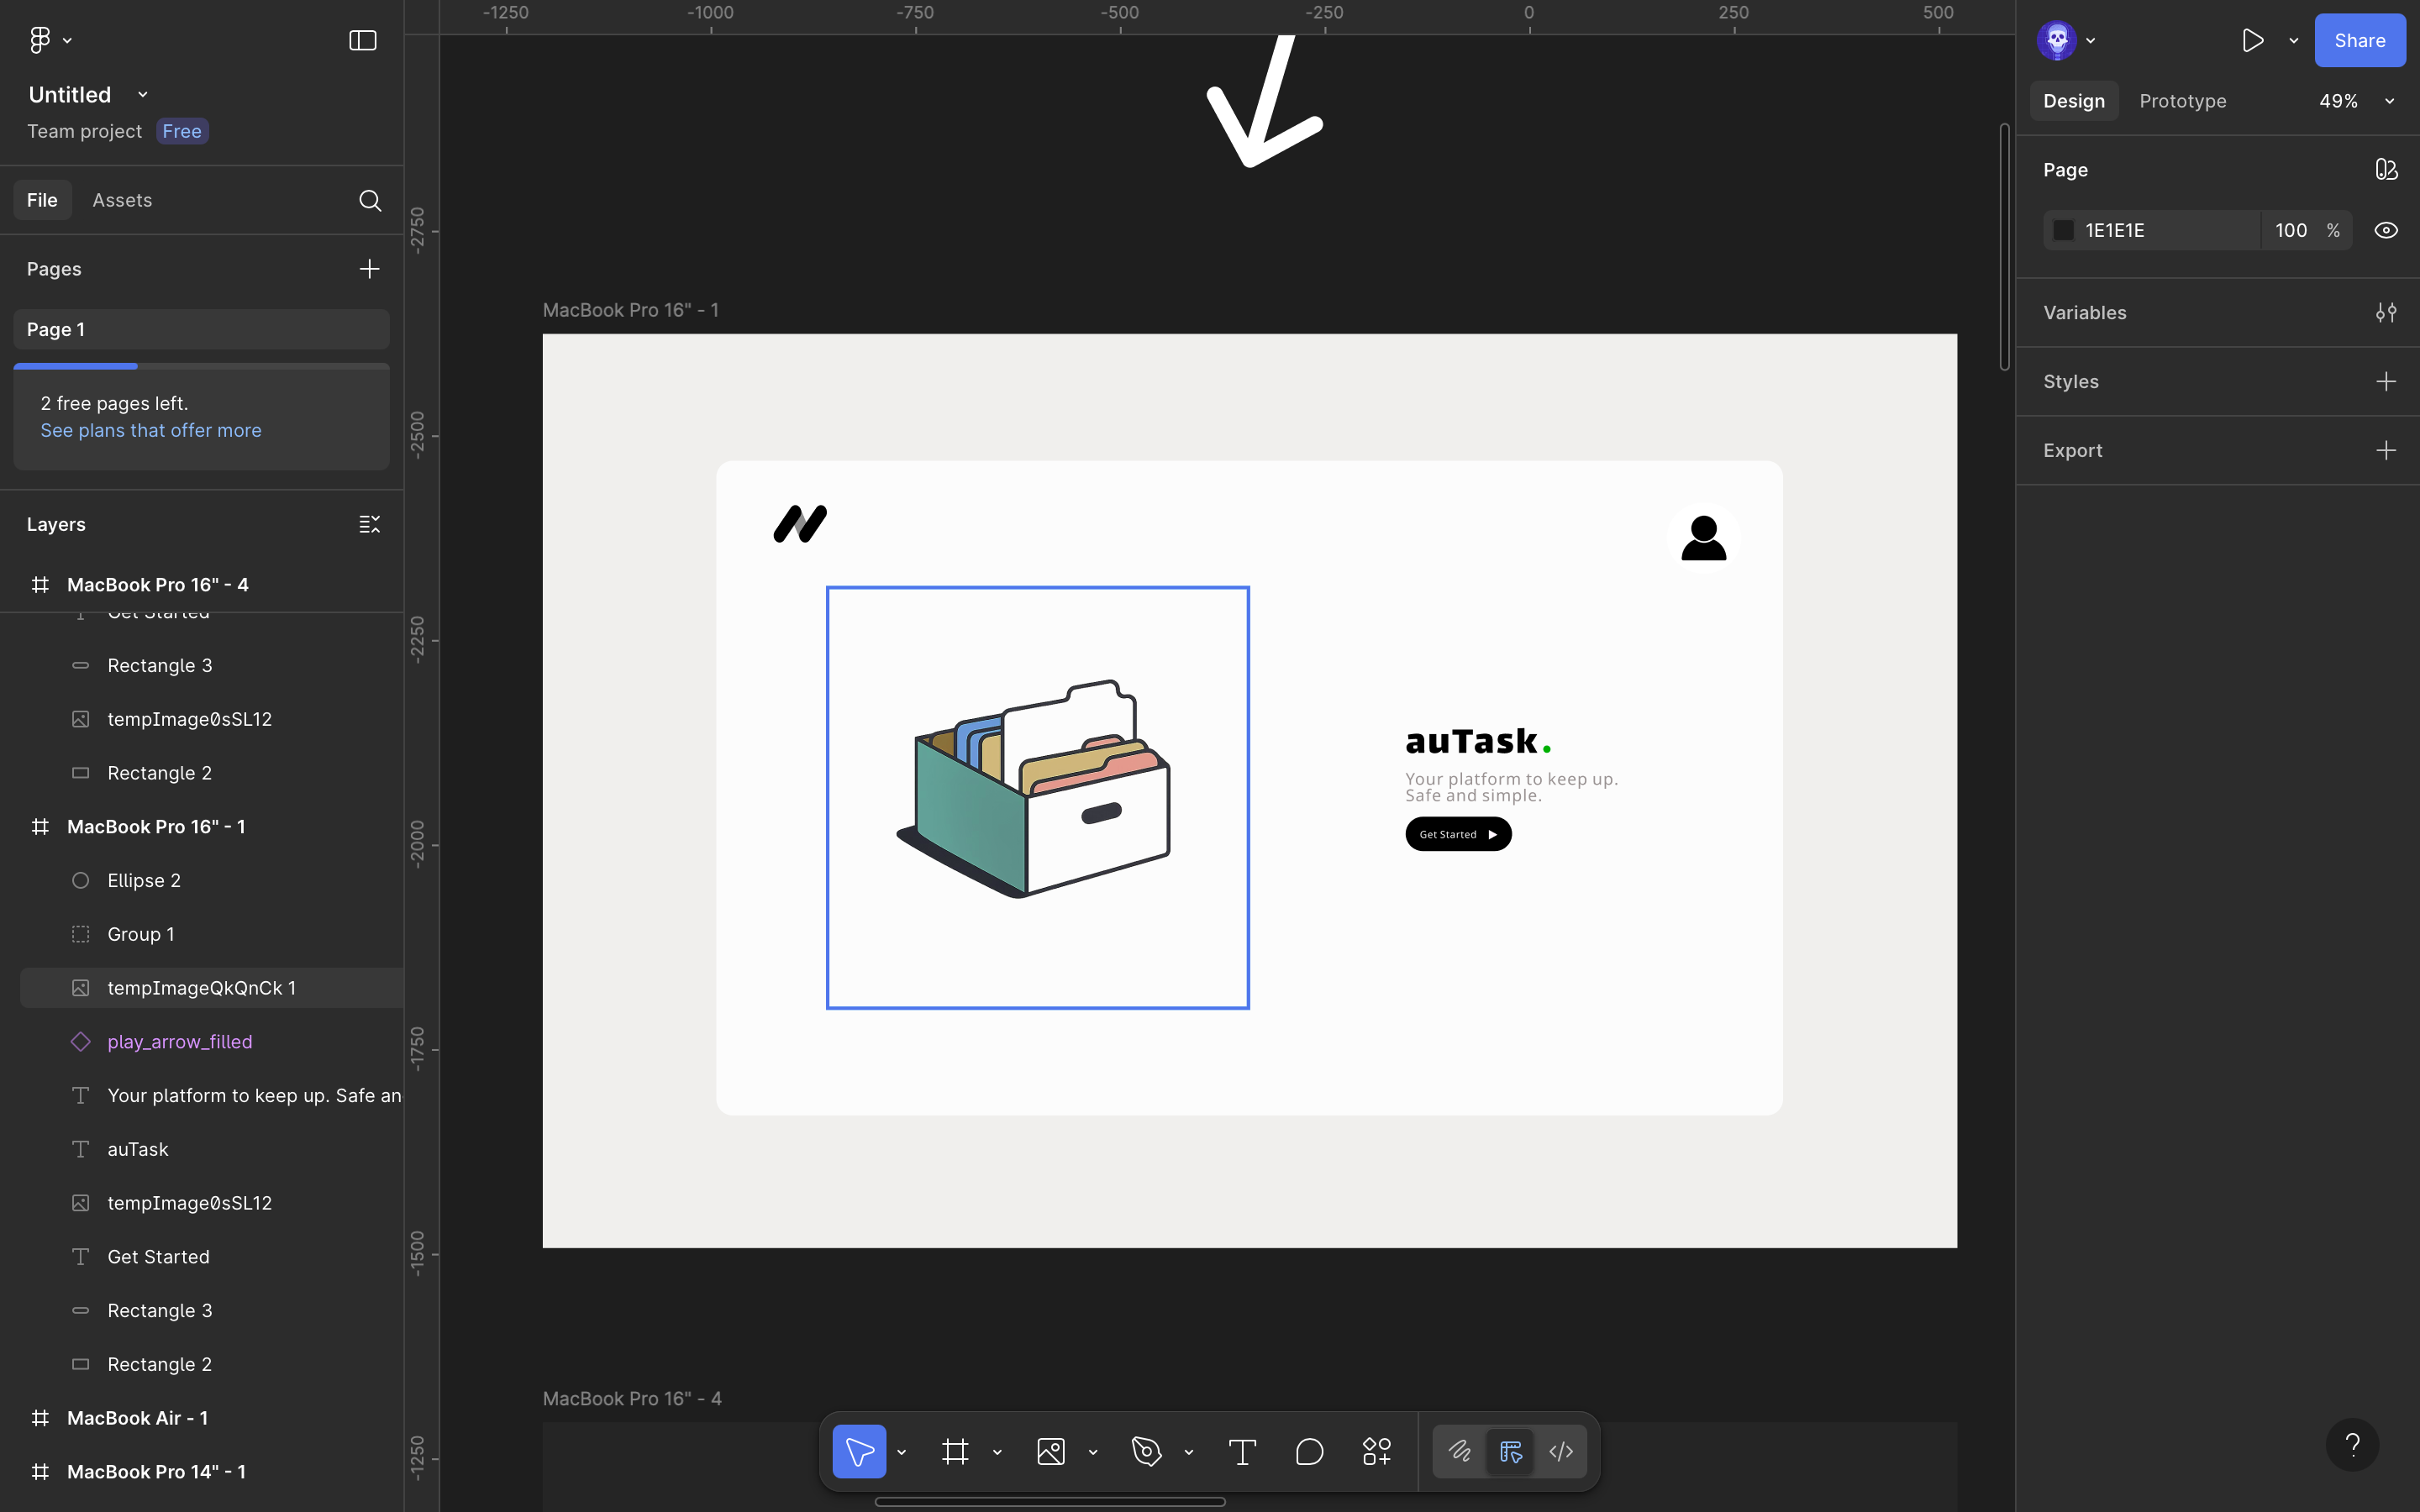 Untitled
Team project Free
File Assets
Pages
Page 1
2 free pages left.
See plans that offer more
Layers
MacBook Pro 16" - 4
Get Started
Rectangle 3
tempImage0sSL12
Rectangle 2
MacBook Pro 16" - 1
Ellipse 2
Group 1
tempImageQkQnCk 1
play_arrow_filled
Your platform to keep up. Safe an
auTask
tempImage0sSL12
Get Started
Rectangle 3
Rectangle 2
MacBook Air - 1
MacBook Pro 14" - 1
-1250 -1000 -750 -500 -250 0 250 500
-2750
-2500
-2250
-2000
-1750
-1500
-1250
MacBook Pro 16" - 1
auTask.
Your platform to keep up.
Safe and simple.
Get Started
MacBook Pro 16" - 4
Share
Design Prototype 49%
Page
1E1E1E 100 %
Variables
Styles
Export
?